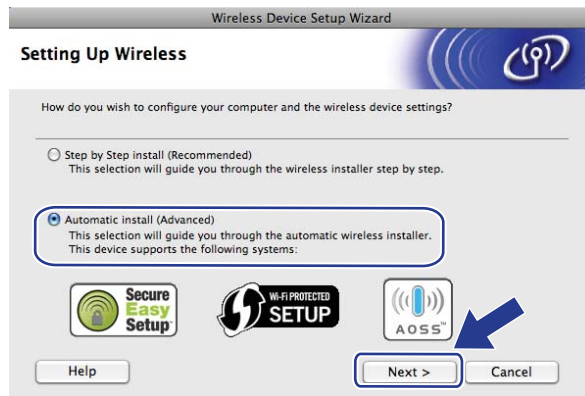 Wireless Device Setup Wizard
Setting Up Wireless
How do you wish to configure your computer and the wireless device settings?
Step by Step install (Recommended)
This selection will guide you through the wireless installer step by step.
Automatic install (Advanced)
This selection will guide you through the automatic wireless installer.
This device supports the following systems:
Secure
Easy
Setup™
Wi-Fi PROTECTED
SETUP
AOSS™
Help
Next >
Cancel